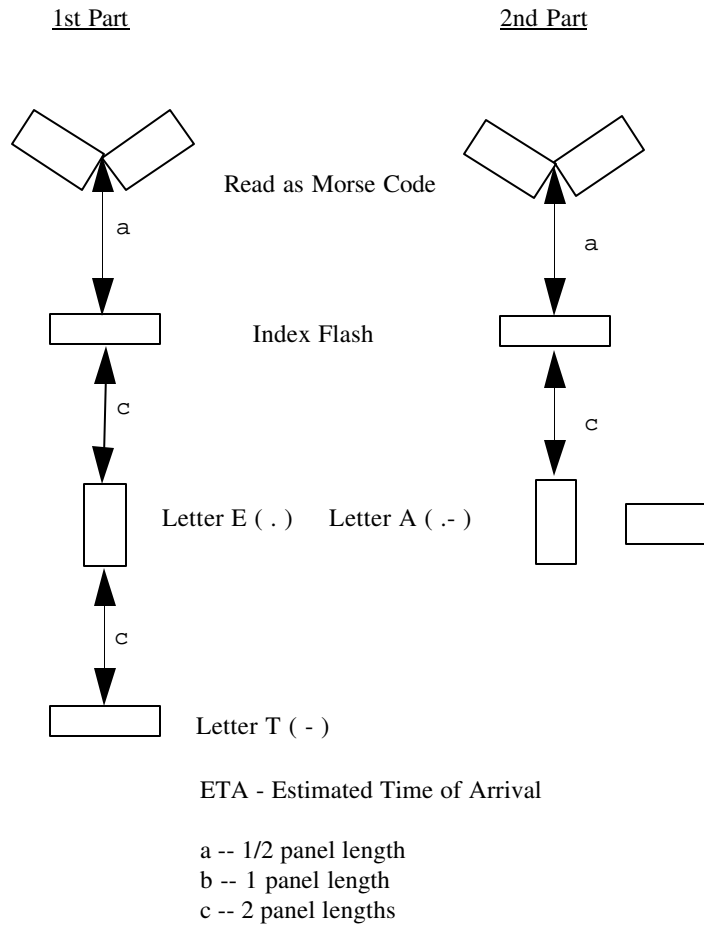 1st Part 2nd Part
Read as Morse Code
a a
Index Flash
c c
Letter E ( . ) Letter A ( .- )
c
Letter T ( - )
ETA - Estimated Time of Arrival
a -- 1/2 panel length
b -- 1 panel length
c -- 2 panel lengths